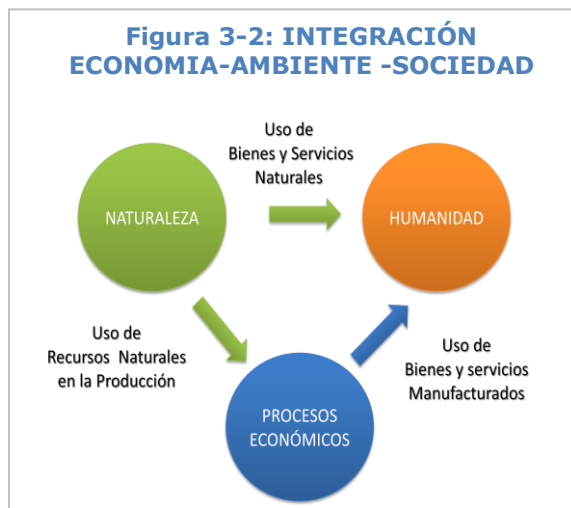 Figura 3-2: INTEGRACIÓN
ECONOMIA-AMBIENTE -SOCIEDAD
Uso de
Bienes y Servicios
Naturales
NATURALEZA
HUMANIDAD
Uso de
Recursos Naturales
en la Producción
Uso de
Bienes y servicios
Manufacturados
PROCESOS
ECONÓMICOS